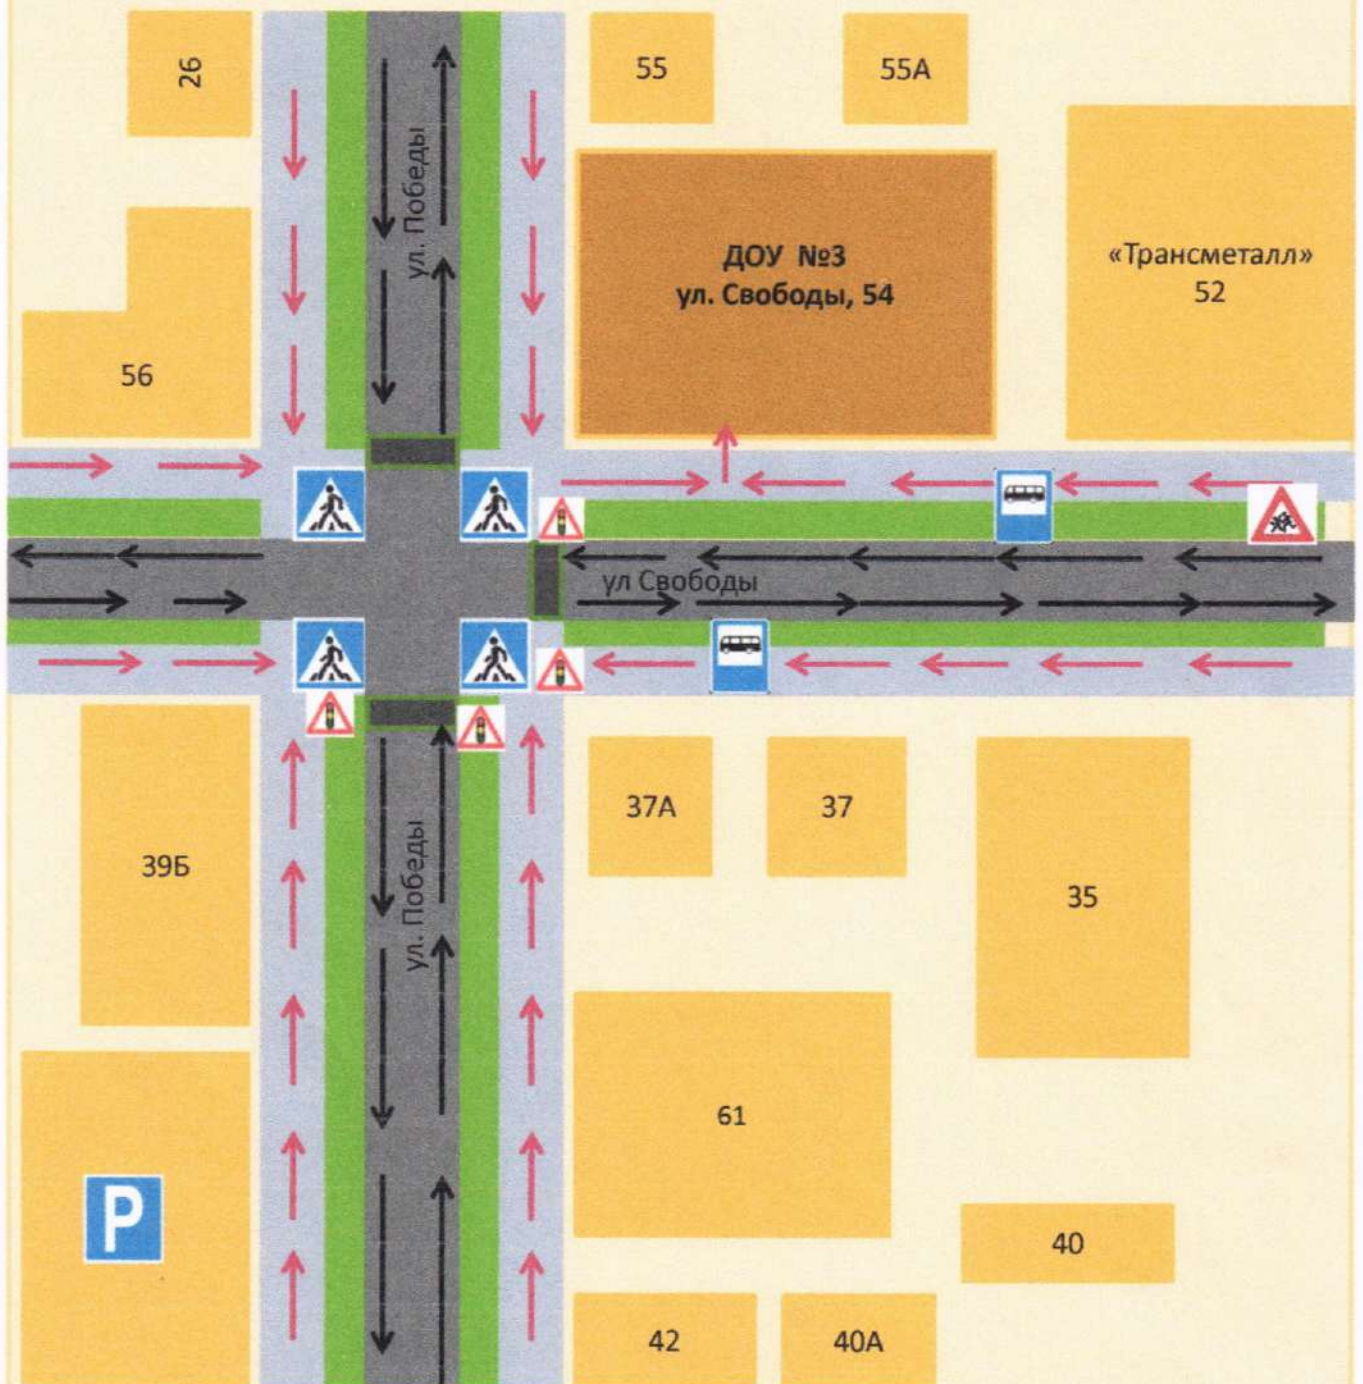 26
55
55А
ул. Победы
ДОУ №3
ул. Свободы, 54
«Трансметалл»
52
56
ул Свободы
37А
37
39Б
ул. Победы
35
61
P
40
42
40А